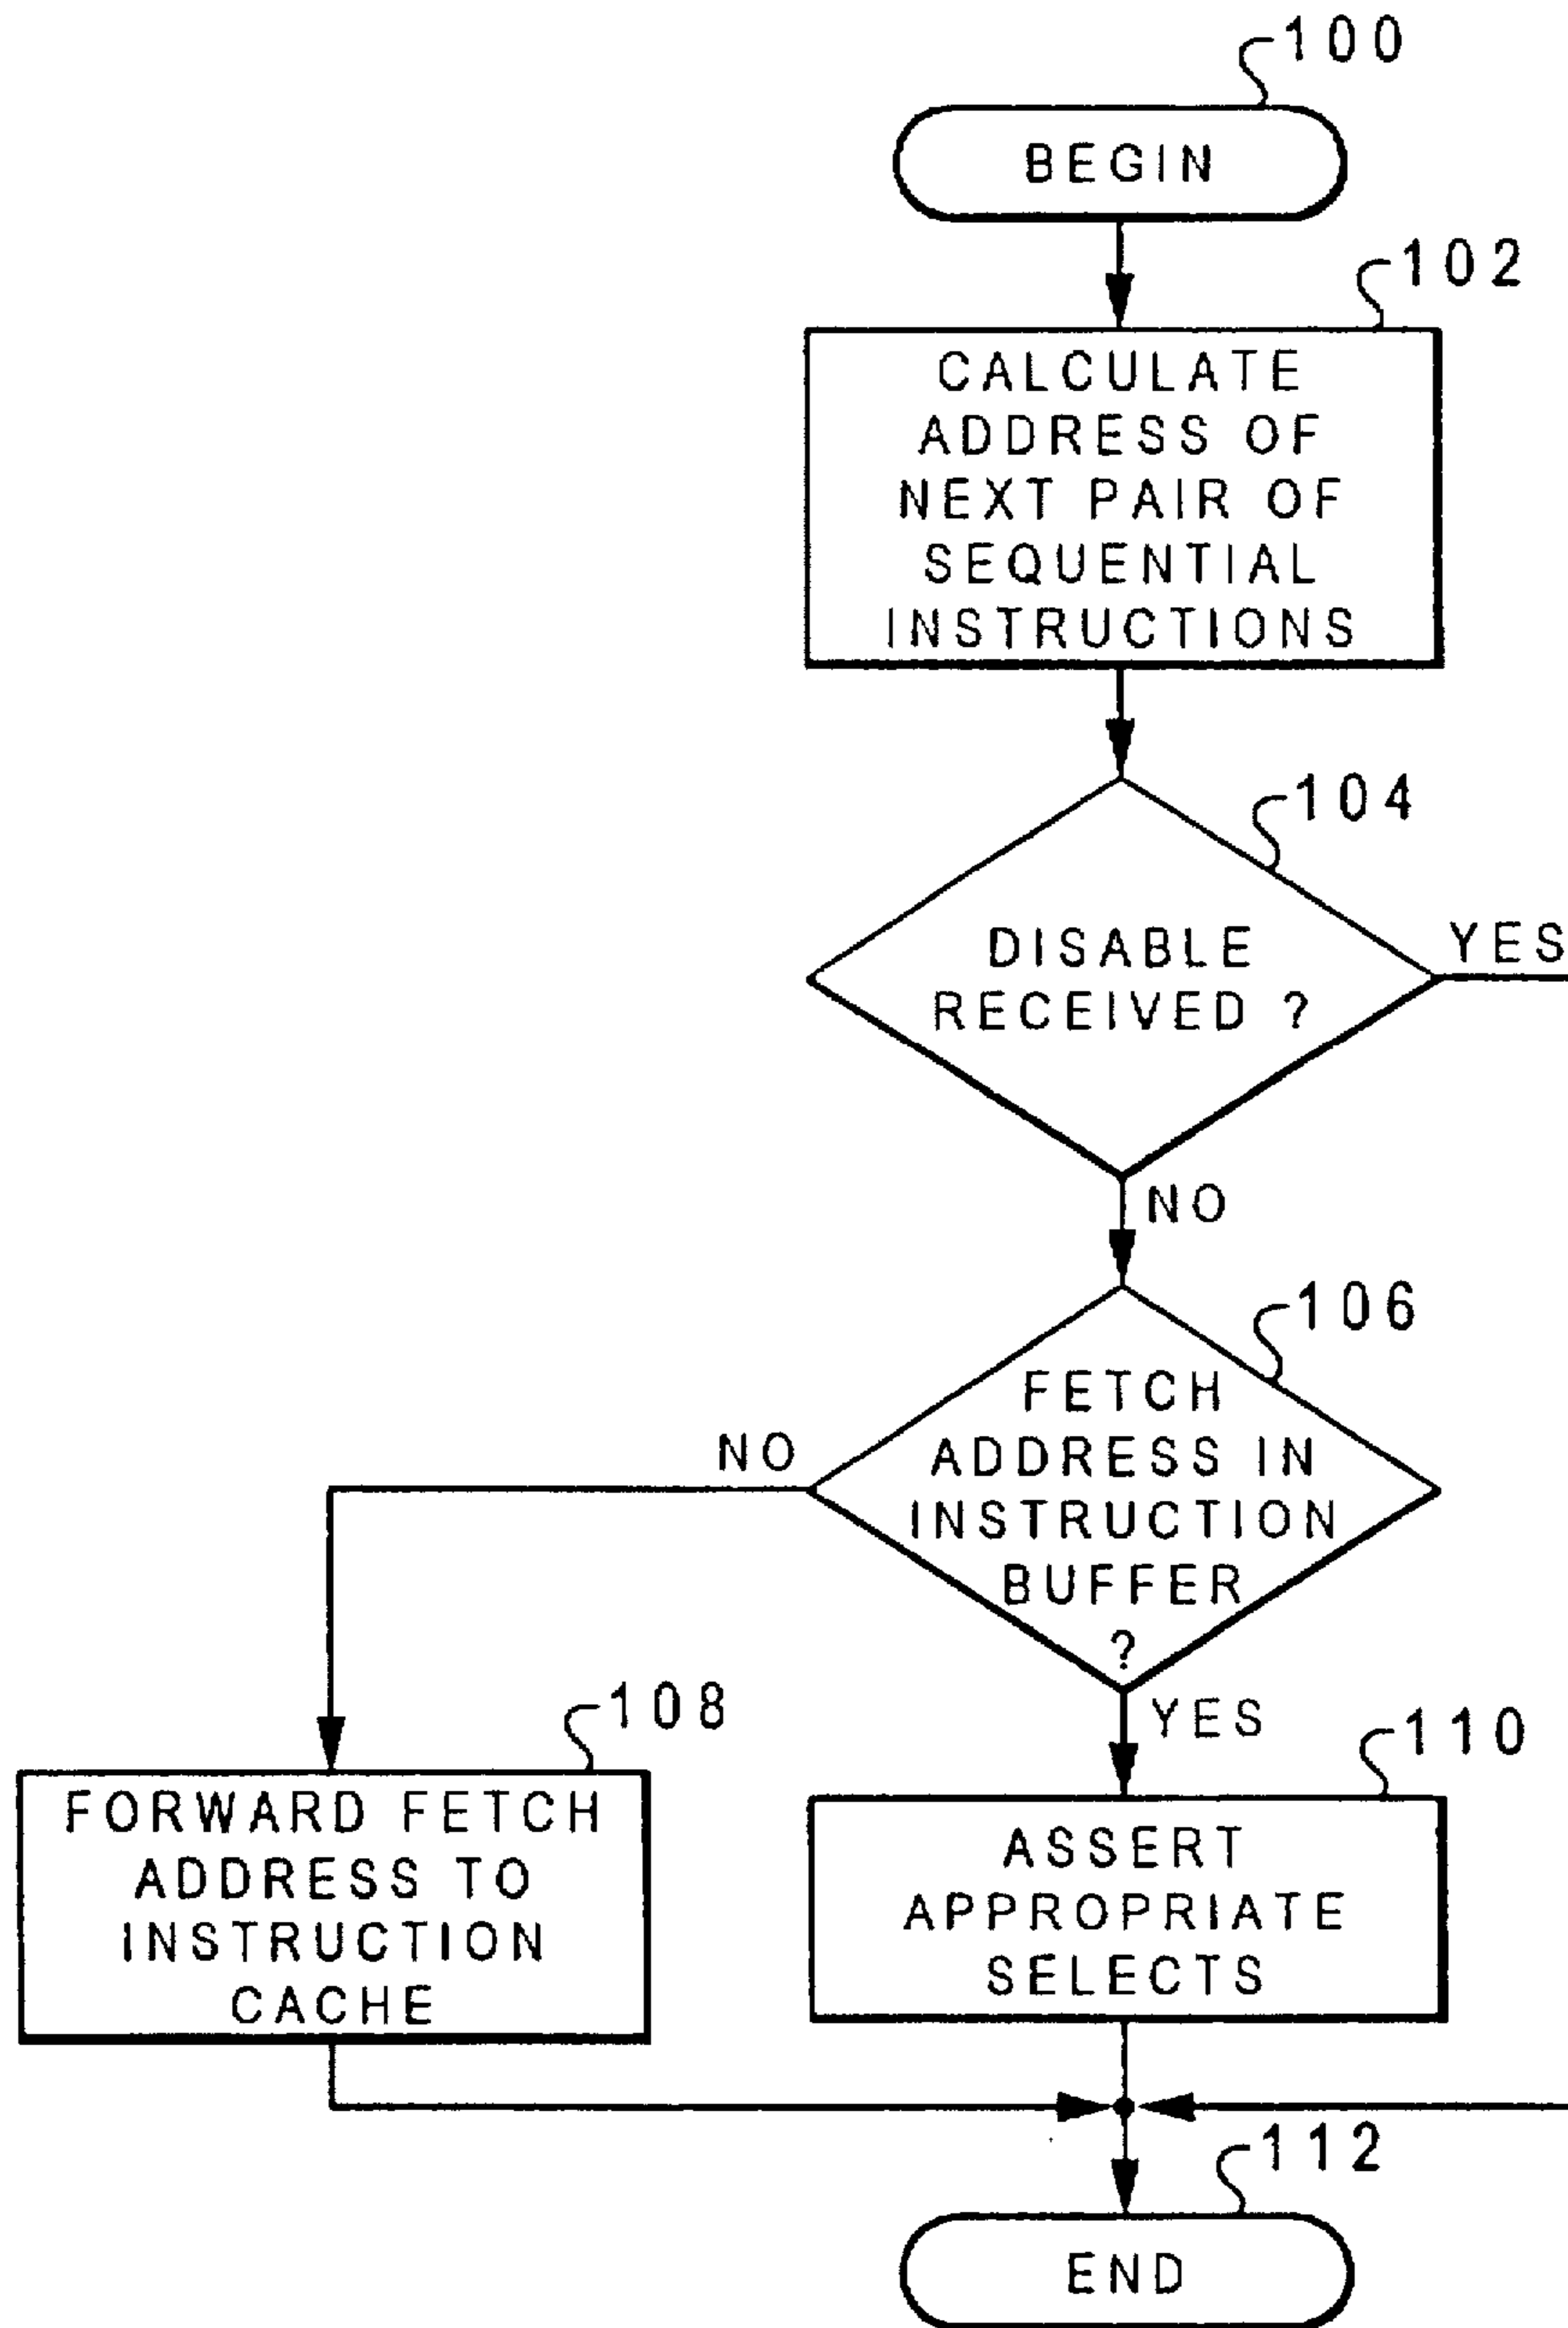 100
BEGIN
102
CALCULATE
ADDRESS OF
NEXT PAIR OF
SEQUENTIAL
INSTRUCTIONS
104
DISABLE
RECEIVED ?
YES
NO
106
FETCH
ADDRESS IN
INSTRUCTION
BUFFER
?
NO
YES
108
FORWARD FETCH
ADDRESS TO
INSTRUCTION
CACHE
110
ASSERT
APPROPRIATE
SELECTS
112
END